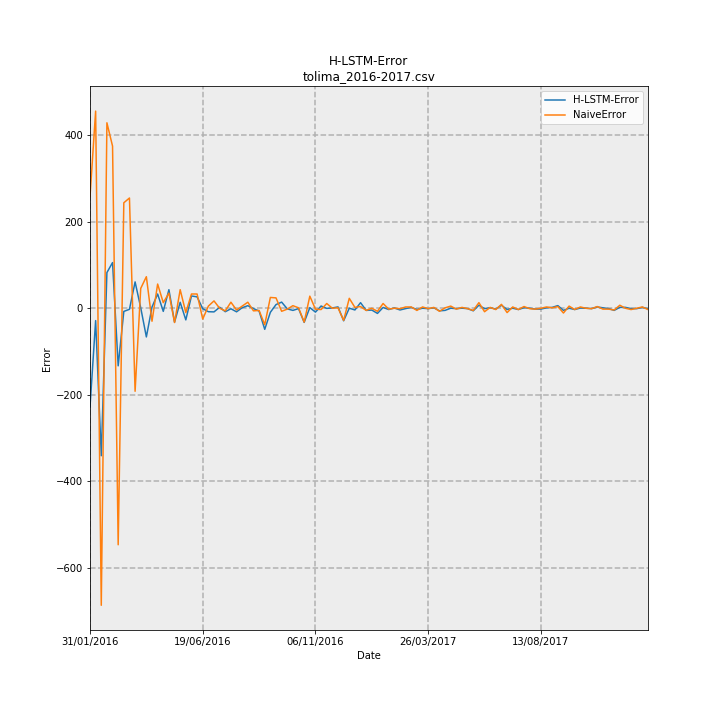 H-LSTM-Error
tolima_2016-2017.csv
H-LSTM-Error
NaiveError
400
200
0
−200
−400
−600
Error
31/01/2016 19/06/2016 06/11/2016 26/03/2017 13/08/2017
Date